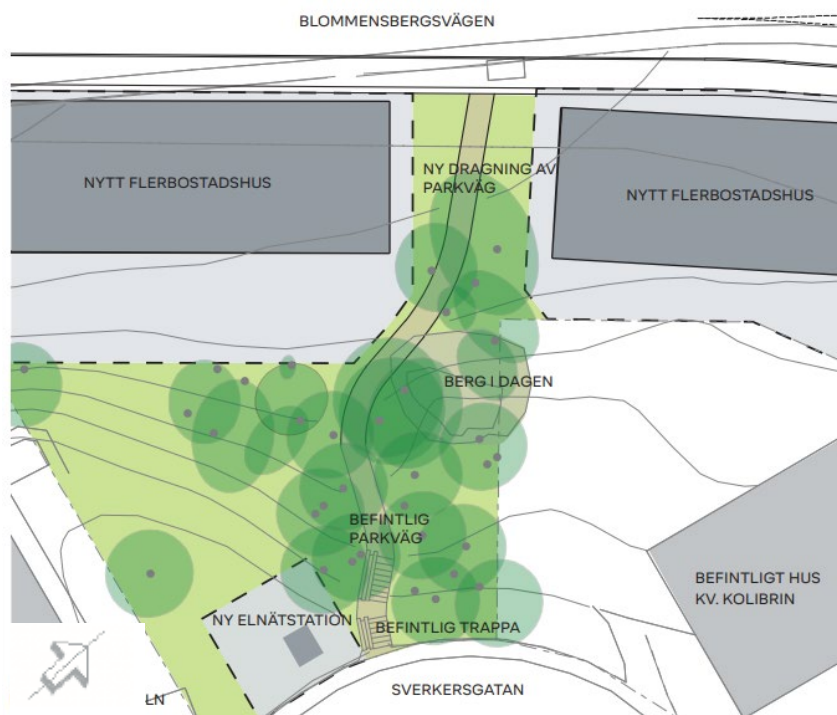 BLOMMENSBERGSVÄGEN
NYTT FLERBOSTADSHUS
NY DRAGNING AV
PARKVÄG
NYTT FLERBOSTADSHUS
BERG I DAGEN
BEFINTLIG
PARKVÄG
BEFINTLIGT HUS
KV. KOLIBRIN
NY ELNÄTSTATION
BEFINTLIG TRAPPA
SVERKERSGATAN
LN